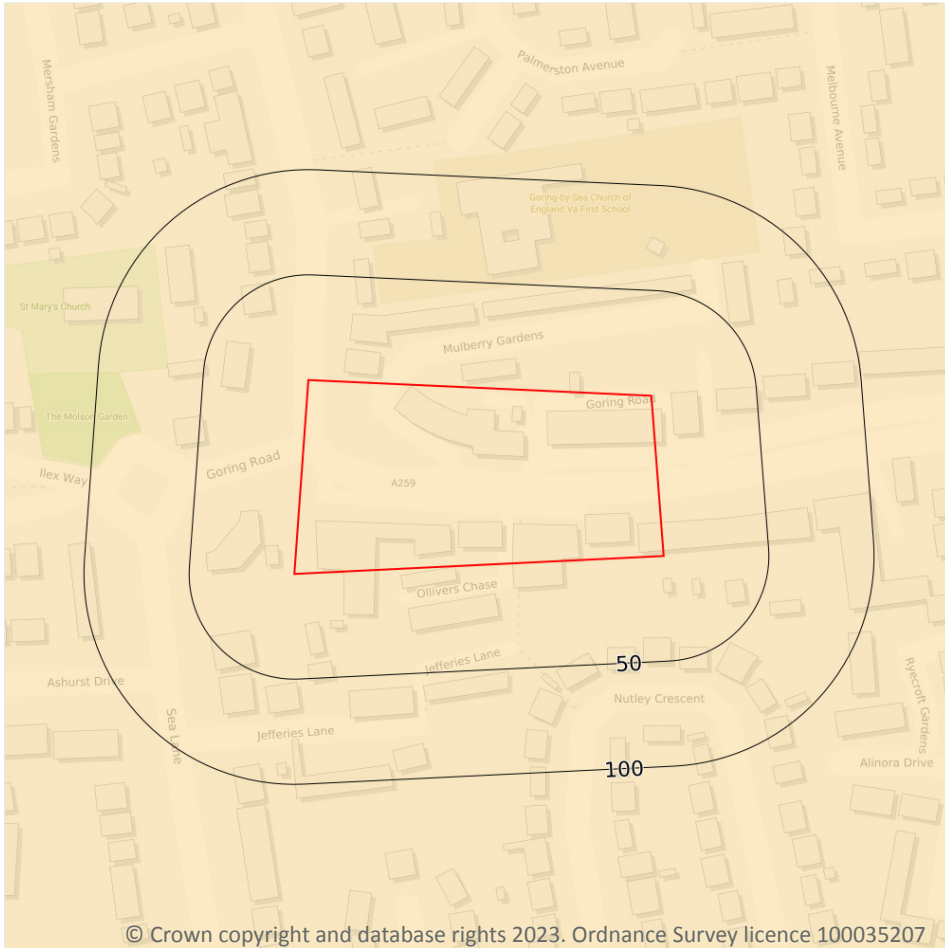 Palmerston Avenue
Mersham Gardens
Melbourne Avenue
Goring-by-Sea Church of
England Va First School
St Mary's Church
Mulberry Gardens
The Molson Garden
Goring Road
Goring Road
Ilex Way
A259
Ollivers Chase
Jefferies Lane
50
Ashurst Drive
Nutley Crescent
Ryecroft Gardens
Sea Lane
Jefferies Lane
100
Alinora Drive
© Crown copyright and database rights 2023. Ordnance Survey licence 100035207